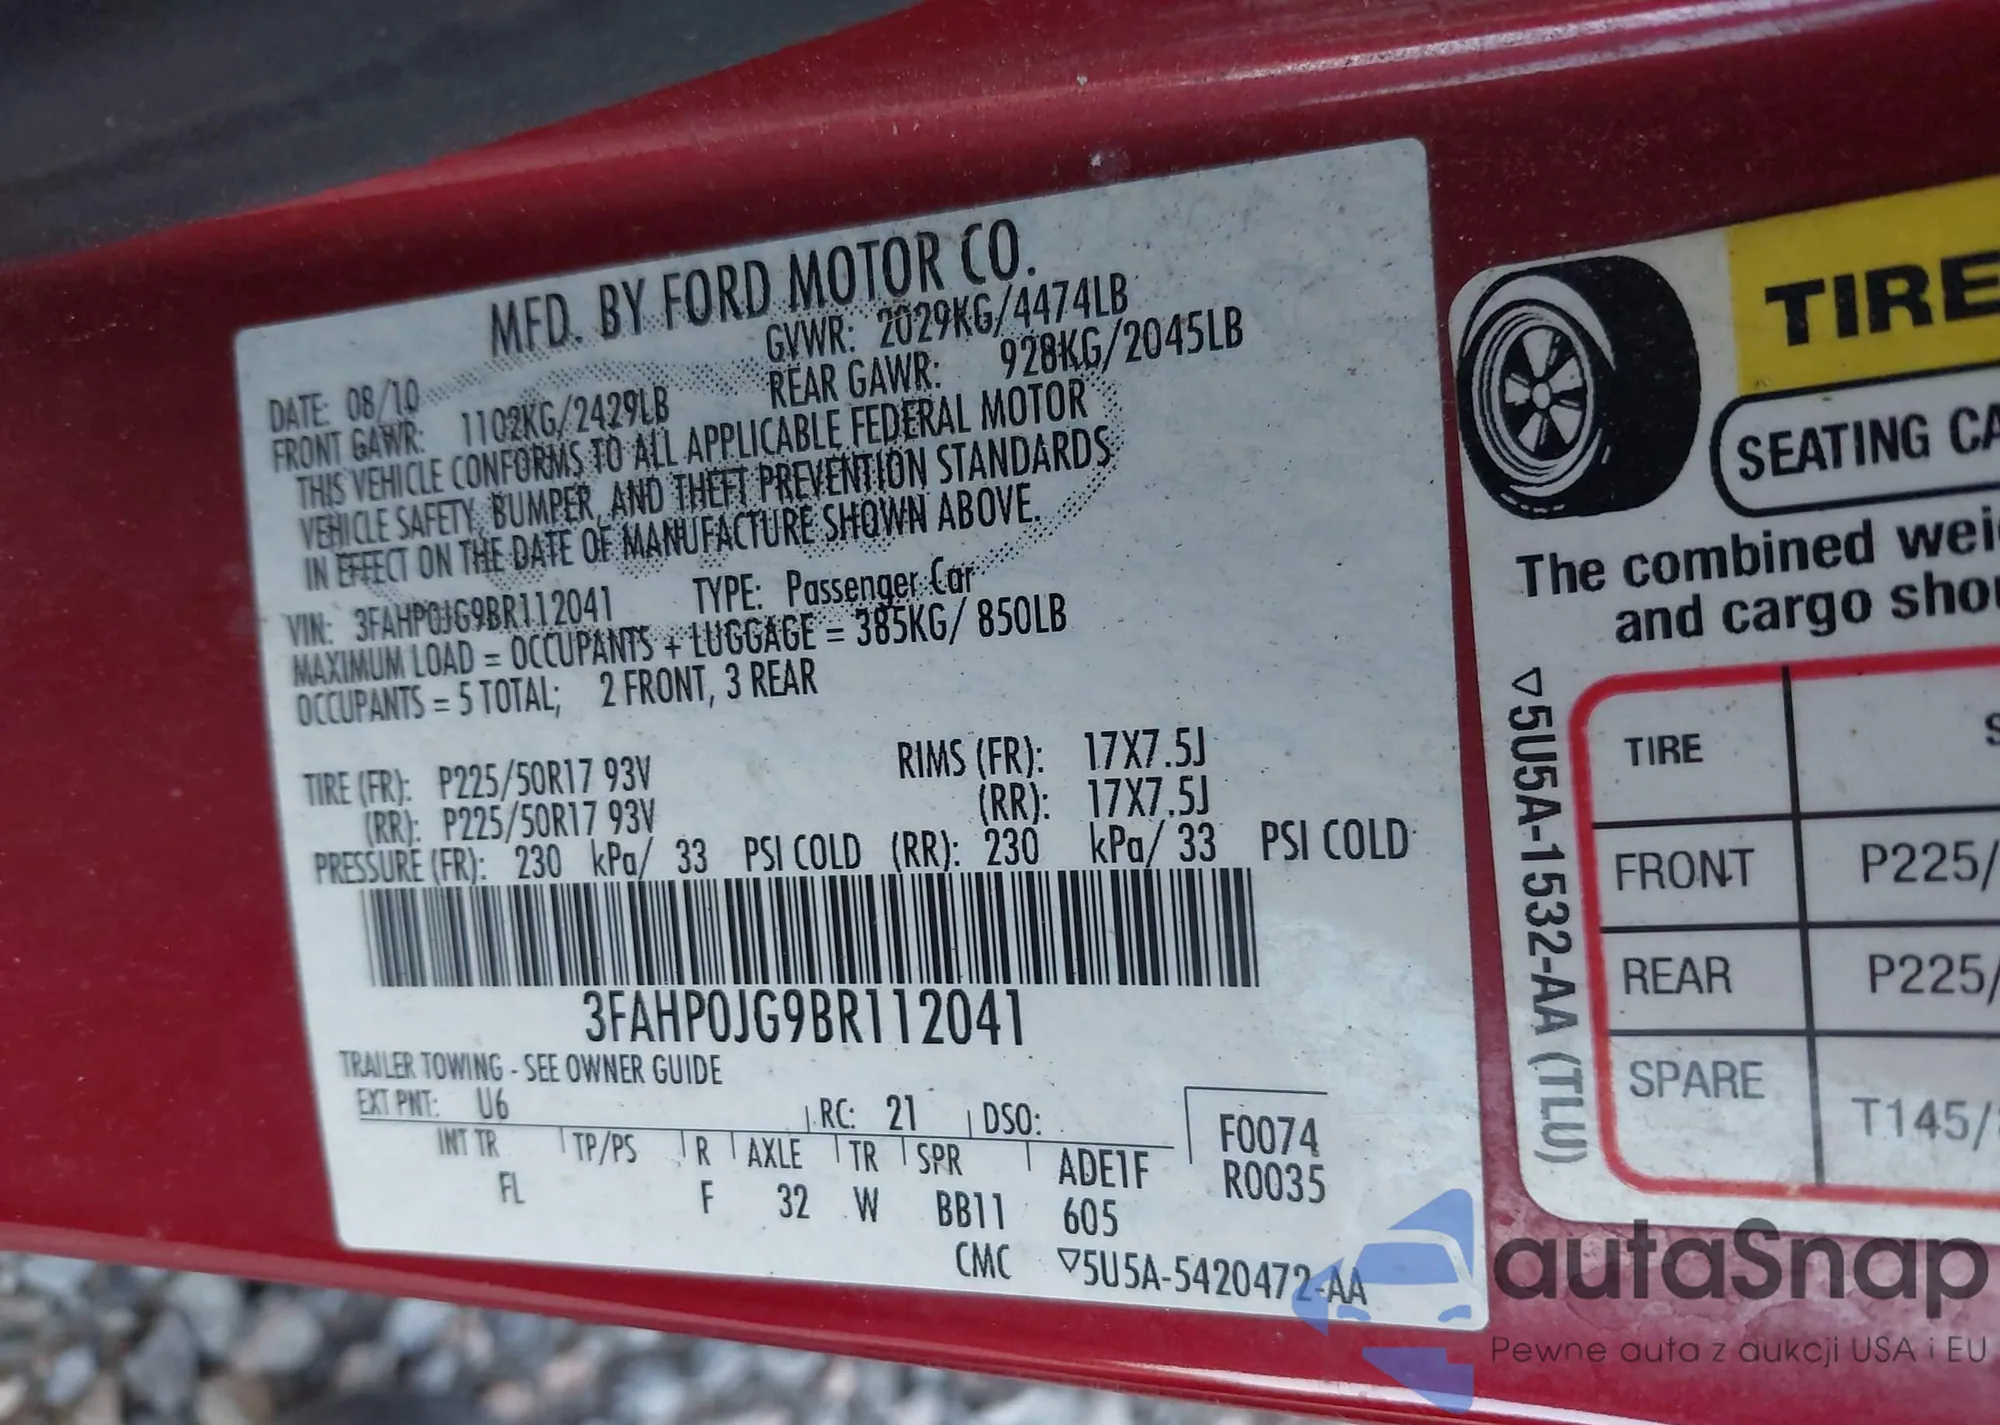 MFD. BY FORD MOTOR CO.
DATE: 08/10 GVWR: 2029KG/4474LB
FRONT GAWR: 1102KG/2429LB REAR GAWR: 928KG/2045LB
THIS VEHICLE CONFORMS TO ALL APPLICABLE FEDERAL MOTOR
VEHICLE SAFETY, BUMPER, AND THEFT PREVENTION STANDARDS
IN EFFECT ON THE DATE OF MANUFACTURE SHOWN ABOVE.
VIN: 3FAHP0JG9BR112041 TYPE: Passenger Car
MAXIMUM LOAD = OCCUPANTS + LUGGAGE = 385KG/ 850LB
OCCUPANTS = 5 TOTAL; 2 FRONT, 3 REAR
TIRE (FR): P225/50R17 93V RIMS (FR): 17X7.5J
(RR): P225/50R17 93V (RR): 17X7.5J
PRESSURE (FR): 230 kPa/ 33 PSI COLD (RR): 230 kPa/ 33 PSI COLD
3FAHP0JG9BR112041
TRAILER TOWING - SEE OWNER GUIDE
EXT PNT: U6 RC: 21 DSO: F0074
INT TR TP/PS R AXLE TR SPR ADE1F R0035
FL F 32 W BB11 605
CMC ▽5U5A-5420472-AA
TIRE
SEATING CA
The combined wei
and cargo shou
▽5U5A-1532-AA (TLU)
TIRE S
FRONT P225/
REAR P225/
SPARE T145/
autaSnap
Pewne auta z aukcji USA i EU